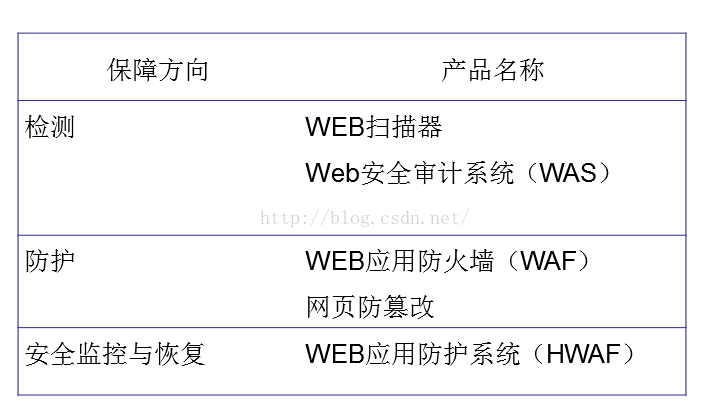 保障方向 产品名称
检测 WEB扫描器
Web安全审计系统（WAS）
http://blog.csdn.net/
防护 WEB应用防火墙（WAF）
网页防篡改
安全监控与恢复 WEB应用防护系统（HWAF）